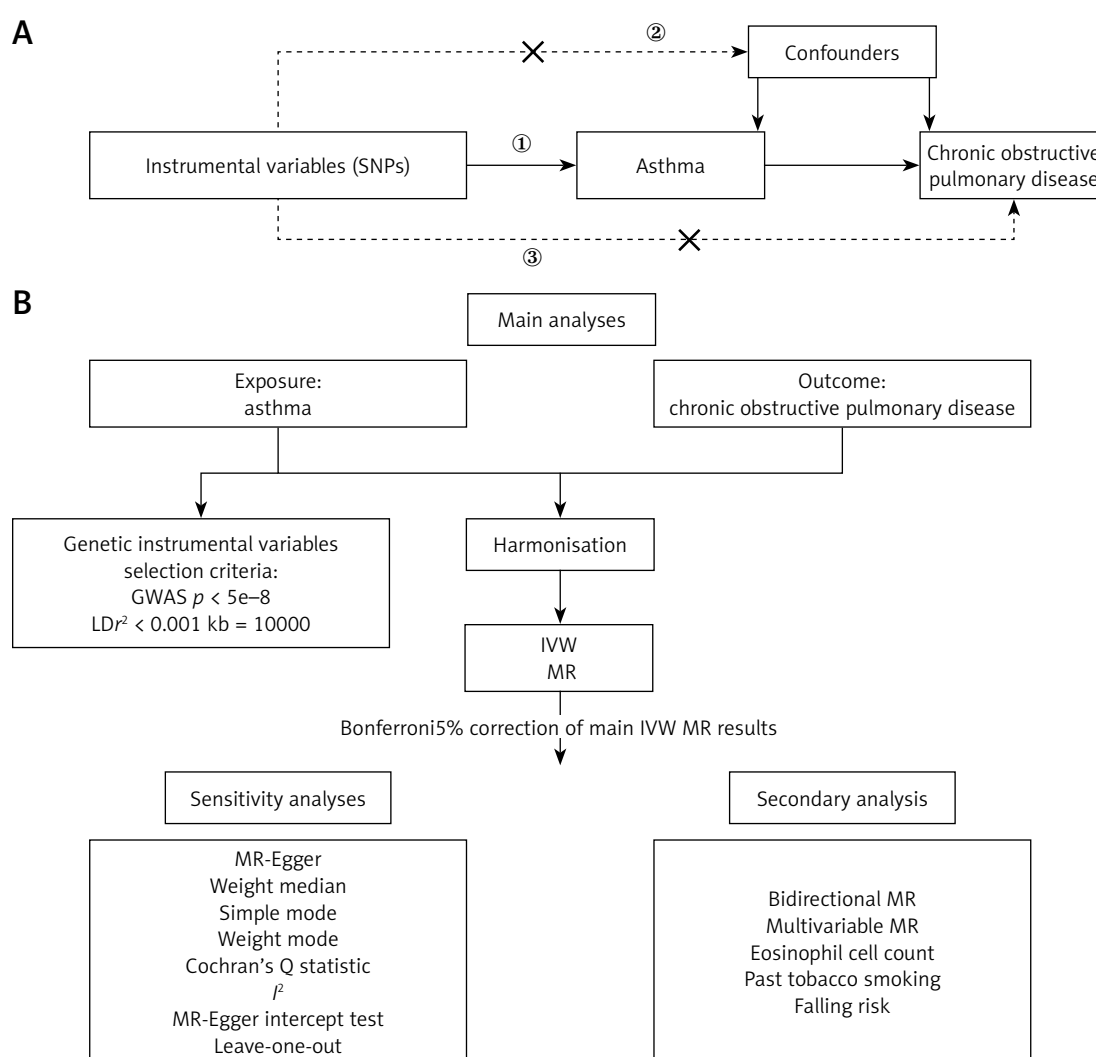 A
②
Confounders
Instrumental variables (SNPs)
①
Asthma
Chronic obstructive
pulmonary disease
③
B
Main analyses
Exposure:
asthma
Outcome:
chronic obstructive pulmonary disease
Genetic instrumental variables
selection criteria:
GWAS p < 5e–8
LDr² < 0.001 kb = 10000
Harmonisation
IVW
MR
Bonferroni5% correction of main IVW MR results
Sensitivity analyses
Secondary analysis
MR-Egger
Weight median
Simple mode
Weight mode
Cochran's Q statistic
I²
MR-Egger intercept test
Leave-one-out
Bidirectional MR
Multivariable MR
Eosinophil cell count
Past tobacco smoking
Falling risk